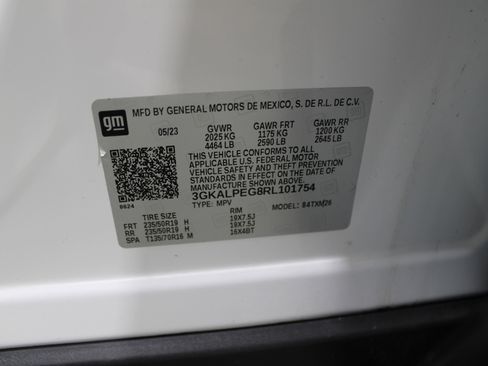 gm
MFD BY GENERAL MOTORS DE MEXICO, S. DE R.L. DE C.V.
05/23 GVWR GAWR FRT GAWR RR
2025 KG 1175 KG 1200 KG
4464 LB 2590 LB 2645 LB
THIS VEHICLE CONFORMS TO ALL
APPLICABLE U.S. FEDERAL MOTOR
VEHICLE SAFETY AND THEFT
PREVENTION STANDARDS IN EFFECT
ON THE DATE OF MANUFACTURE
SHOWN ABOVE.
3GKALPEG8RL101754
TYPE: MPV MODEL: 84TXM26
0624
TIRE SIZE RIM
FRT 235/50R19 H 19X7.5J
RR 235/50R19 H 19X7.5J
SPA T135/70R16 M 16X4BT